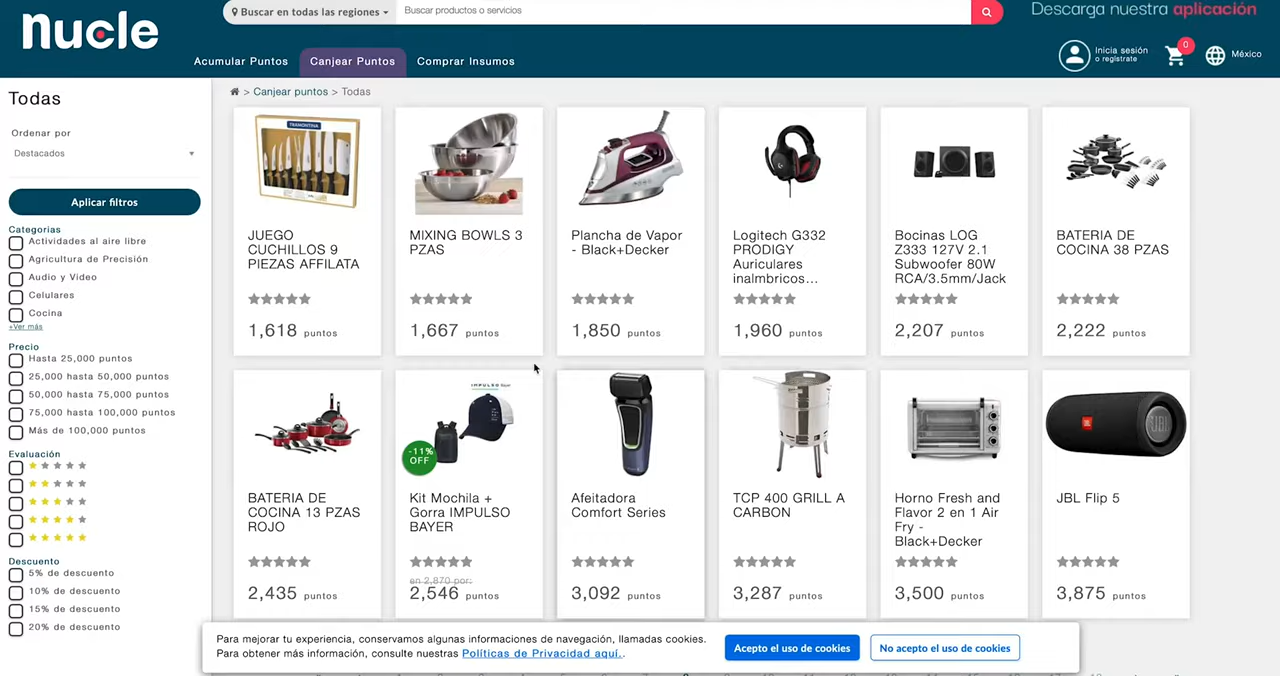 nucle
Buscar en todas las regiones
Buscar productos o servicios
Descarga nuestra aplicación
Acumular Puntos
Canjear Puntos
Comprar Insumos
Inicia sesión
o regístrate
0
México
Todas
> Canjear puntos > Todas
Ordenar por
Destacados
Aplicar filtros
Categorias
Actividades al aire libre
Agricultura de Precisión
Audio y Video
Celulares
Cocina
+Ver más
Precio
Hasta 25,000 puntos
25,000 hasta 50,000 puntos
50,000 hasta 75,000 puntos
75,000 hasta 100,000 puntos
Más de 100,000 puntos
Evaluación
Descuento
5% de descuento
10% de descuento
15% de descuento
20% de descuento
TRAMONTINA
JUEGO
CUCHILLOS 9
PIEZAS AFFILATA
1,618 puntos
MIXING BOWLS 3
PZAS
1,667 puntos
Plancha de Vapor
- Black+Decker
1,850 puntos
Logitech G332
PRODIGY
Auriculares
inalmbricos...
1,960 puntos
Bocinas LOG
Z333 127V 2.1
Subwoofer 80W
RCA/3.5mm/Jack
2,207 puntos
BATERIA DE
COCINA 38 PZAS
2,222 puntos
BATERIA DE
COCINA 13 PZAS
ROJO
2,435 puntos
IMPULSO Bayer
-11%
OFF
Kit Mochila +
Gorra IMPULSO
BAYER
en 2,870 por:
2,546 puntos
Afeitadora
Comfort Series
3,092 puntos
TCP 400 GRILL A
CARBON
3,287 puntos
Horno Fresh and
Flavor 2 en 1 Air
Fry -
Black+Decker
3,500 puntos
JBL
JBL Flip 5
3,875 puntos
Para mejorar tu experiencia, conservamos algunas informaciones de navegación, llamadas cookies.
Para obtener más información, consulte nuestras Políticas de Privacidad aquí..
Acepto el uso de cookies
No acepto el uso de cookies